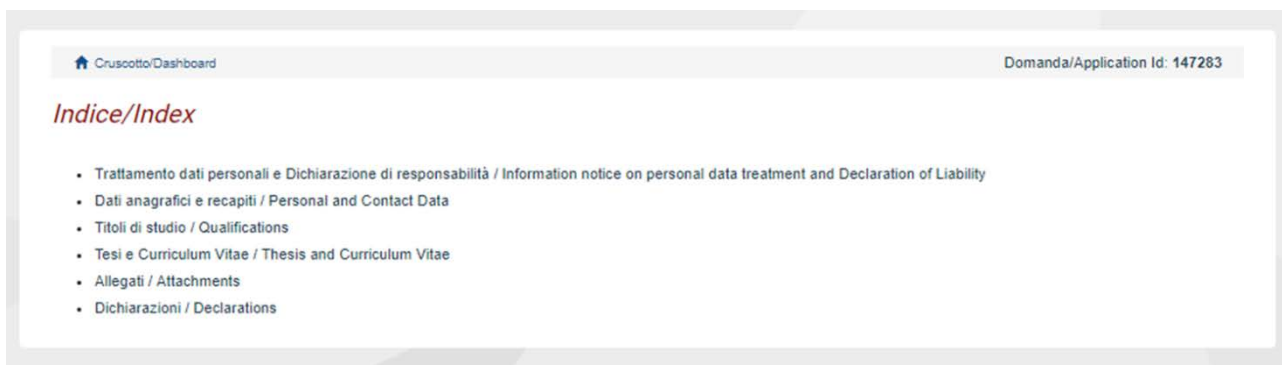 Cruscotto/Dashboard
Domanda/Application Id: 147283
Indice/Index
Trattamento dati personali e Dichiarazione di responsabilità / Information notice on personal data treatment and Declaration of Liability
Dati anagrafici e recapiti / Personal and Contact Data
Titoli di studio / Qualifications
Tesi e Curriculum Vitae / Thesis and Curriculum Vitae
Allegati / Attachments
Dichiarazioni / Declarations